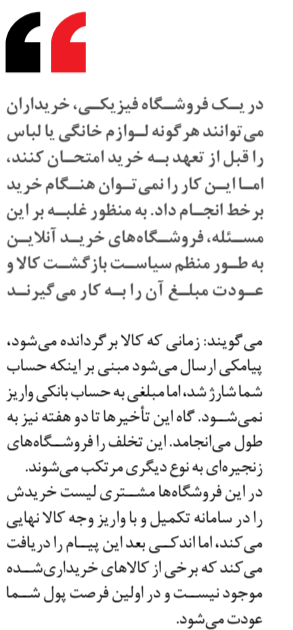 در یک فروشگاه فیزیکی، خریداران
می‌توانند هرگونه لوازم خانگی یا لباس
را قبل از تعهد به خرید امتحان کنند،
اما این کار را نمی‌توان هنگام خرید
برخط انجام داد. به منظور غلبه بر این
مسئله، فروشگاه‌های خرید آنلاین
به طور منظم سیاست بازگشت کالا و
عودت مبلغ آن را به کار می‌گیرند
می‌گویند: زمانی که کالا برگردانده می‌شود،
پیامکی ارسال می‌شود مبنی بر اینکه حساب
شما شارژ شد، اما مبلغی به حساب بانکی واریز
نمی‌شود. گاه این تأخیرها تا دو هفته نیز به
طول می‌انجامد. این تخلف را فروشگاه‌های
زنجیره‌ای به نوع دیگری مرتکب می‌شوند.
در این فروشگاه‌ها مشتری لیست خریدش
را در سامانه تکمیل و با واریز وجه کالا نهایی
می‌کند، اما اندکی بعد این پیام را دریافت
می‌کند که برخی از کالاهای خریداری‌شده
موجود نیست و در اولین فرصت پول شما
عودت می‌شود.